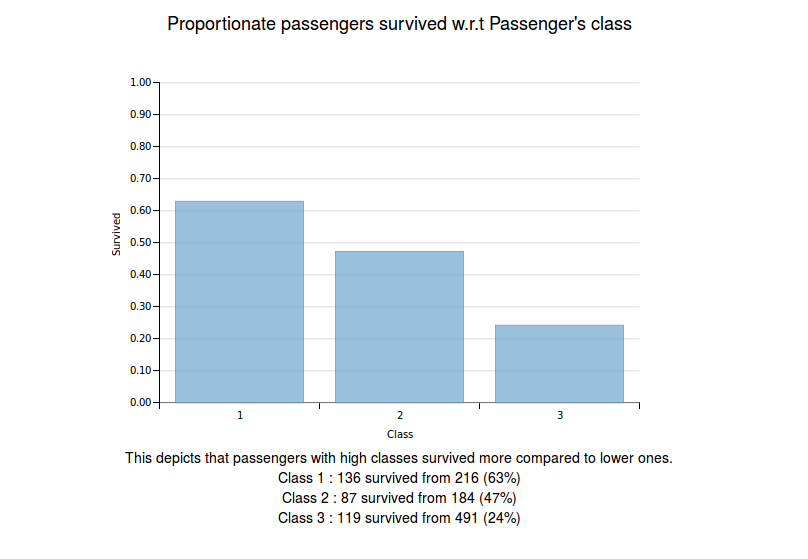 Proportionate passengers survived w.r.t Passenger's class
1.00
0.90
0.80
0.70
0.60
0.50
0.40
0.30
0.20
0.10
0.00
Survived
1 2 3
Class
This depicts that passengers with high classes survived more compared to lower ones.
Class 1 : 136 survived from 216 (63%)
Class 2 : 87 survived from 184 (47%)
Class 3 : 119 survived from 491 (24%)